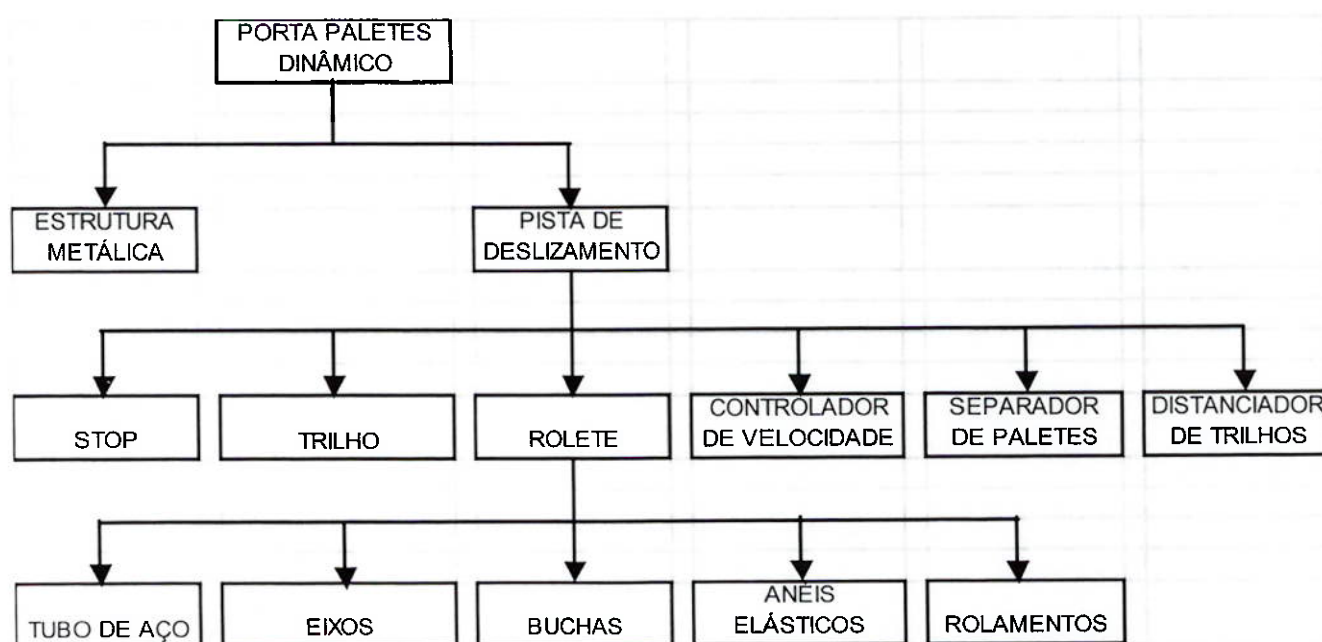 PORTA PALETES
DINÂMICO
ESTRUTURA
METÁLICA
PISTA DE
DESLIZAMENTO
STOP
TRILHO
ROLETE
CONTROLADOR
DE VELOCIDADE
SEPARADOR
DE PALETES
DISTANCIADOR
DE TRILHOS
TUBO DE AÇO
EIXOS
BUCHAS
ANÉIS
ELÁSTICOS
ROLAMENTOS